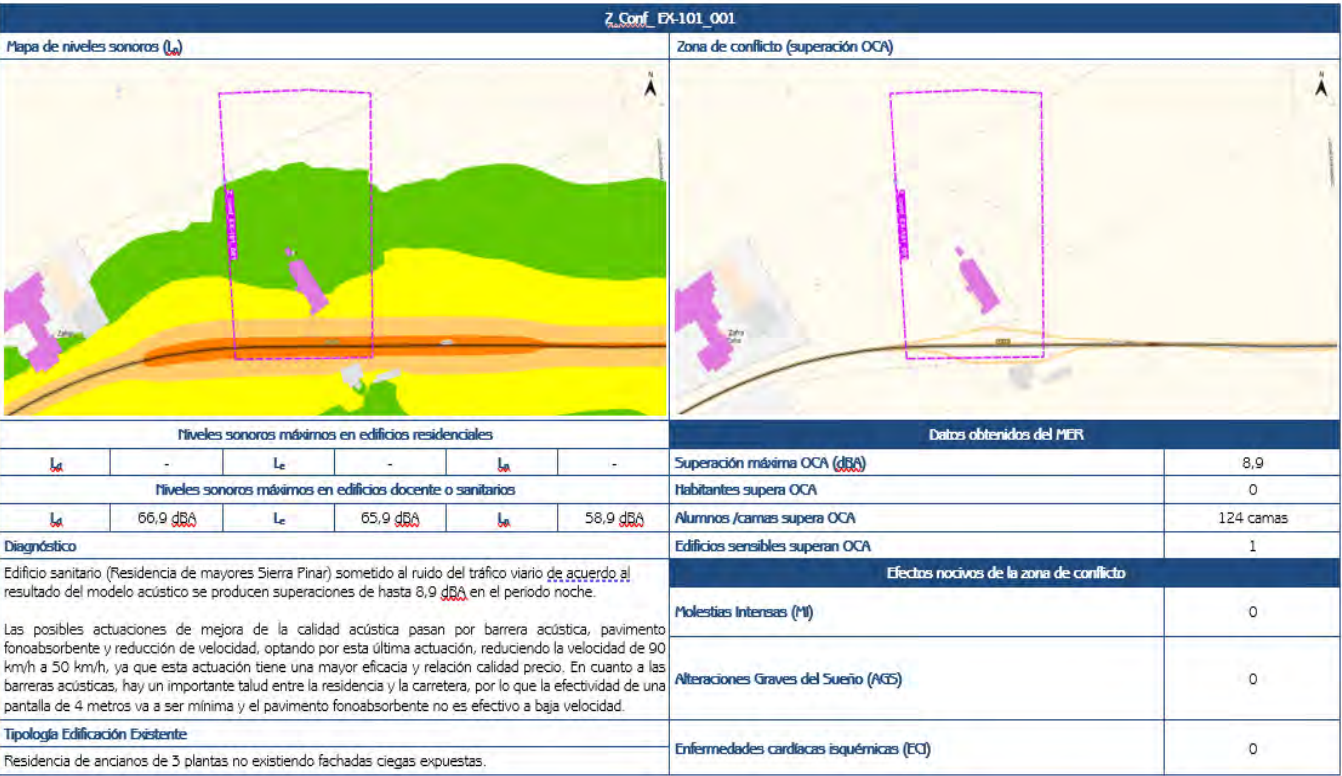 Z_Conf_ EX-101_001
Mapa de niveles sonoros (Ln)
Zona de conflicto (superación OCA)
N
N
Zafra
Niveles sonoros máximos en edificios residenciales
Ld - Le - Ln -
Niveles sonoros máximos en edificios docente o sanitarios
Ld 66,9 dBA Le 65,9 dBA Ln 58,9 dBA
Diagnóstico
Edificio sanitario (Residencia de mayores Sierra Pinar) sometido al ruido del tráfico viario de acuerdo al
resultado del modelo acústico se producen superaciones de hasta 8,9 dBA en el periodo noche.
Las posibles actuaciones de mejora de la calidad acústica pasan por barrera acústica, pavimento
fonoabsorbente y reducción de velocidad, optando por esta última actuación, reduciendo la velocidad de 90
km/h a 50 km/h, ya que esta actuación tiene una mayor eficacia y relación calidad precio. En cuanto a las
barreras acústicas, hay un importante talud entre la residencia y la carretera, por lo que la efectividad de una
pantalla de 4 metros va a ser mínima y el pavimento fonoabsorbente no es efectivo a baja velocidad.
Tipología Edificación Existente
Residencia de ancianos de 3 plantas no existiendo fachadas ciegas expuestas.
Datos obtenidos del MER
Superación máxima OCA (dBA) 8,9
Habitantes supera OCA 0
Alumnos /camas supera OCA 124 camas
Edificios sensibles superan OCA 1
Efectos nocivos de la zona de conflicto
Molestias Intensas (MI) 0
Alteraciones Graves del Sueño (AGS) 0
Enfermedades cardíacas isquémicas (ECI) 0